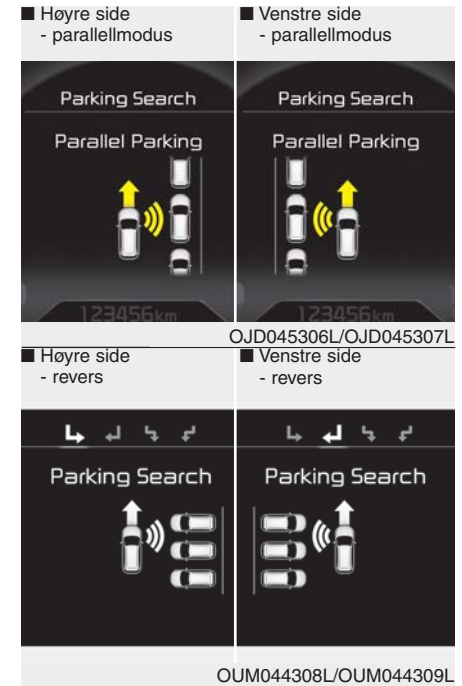 ■ Høyre side
- parallellmodus
■ Venstre side
- parallellmodus
Parking Search
Parallel Parking
123456km
Parking Search
Parallel Parking
123456km
OJD045306L/OJD045307L
■ Høyre side
- revers
■ Venstre side
- revers
Parking Search
Parking Search
OUM044308L/OUM044309L